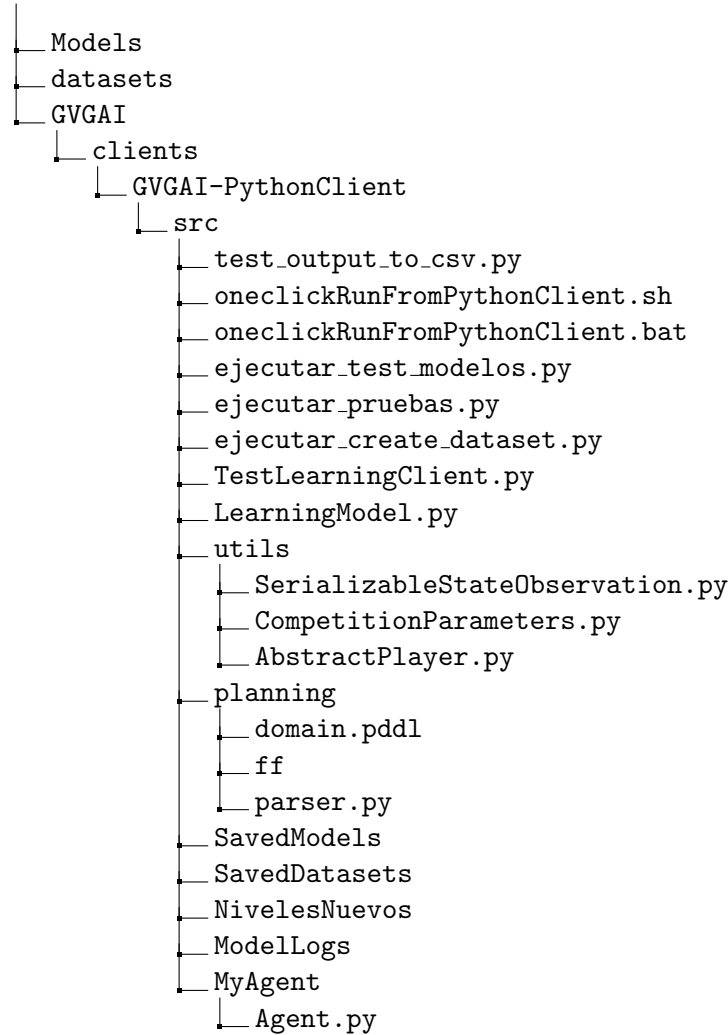 Models
datasets
GVGAI
clients
GVGAI-PythonClient
src
test_output_to_csv.py
oneclickRunFromPythonClient.sh
oneclickRunFromPythonClient.bat
ejecutar_test_modelos.py
ejecutar_pruebas.py
ejecutar_create_dataset.py
TestLearningClient.py
LearningModel.py
utils
SerializableStateObservation.py
CompetitionParameters.py
AbstractPlayer.py
planning
domain.pddl
ff
parser.py
SavedModels
SavedDatasets
NivelesNuevos
ModelLogs
MyAgent
Agent.py